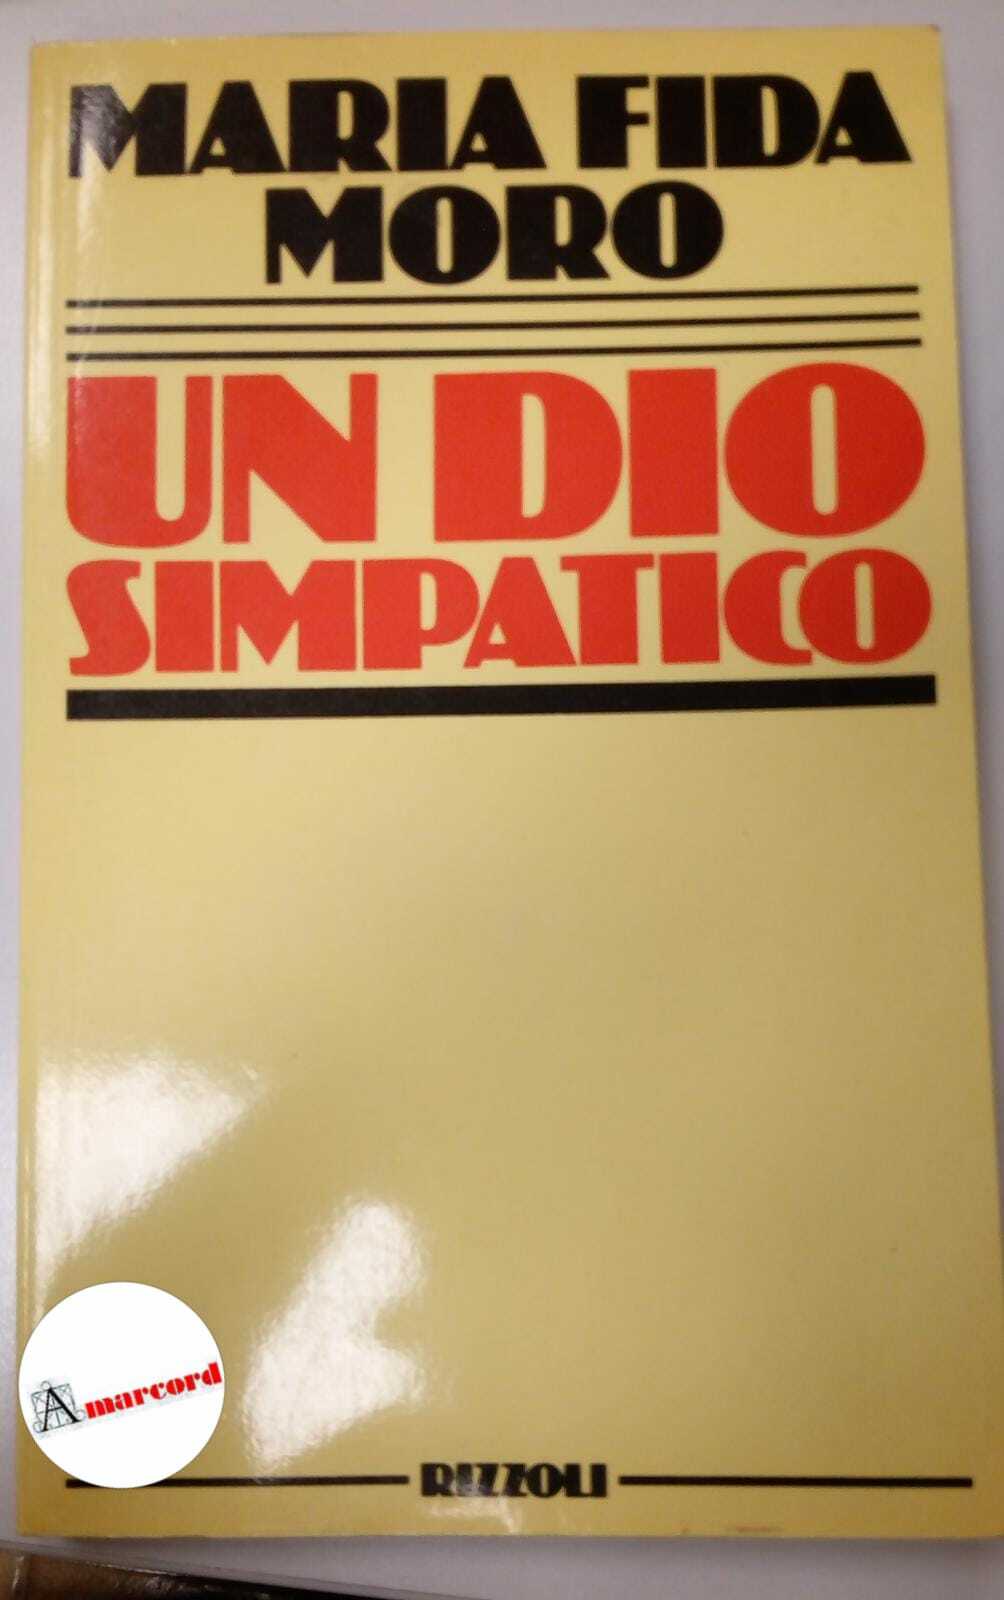 MARIA FIDA
MORO
UN DIO
SIMPATICO
Amarcord
RIZZOLI